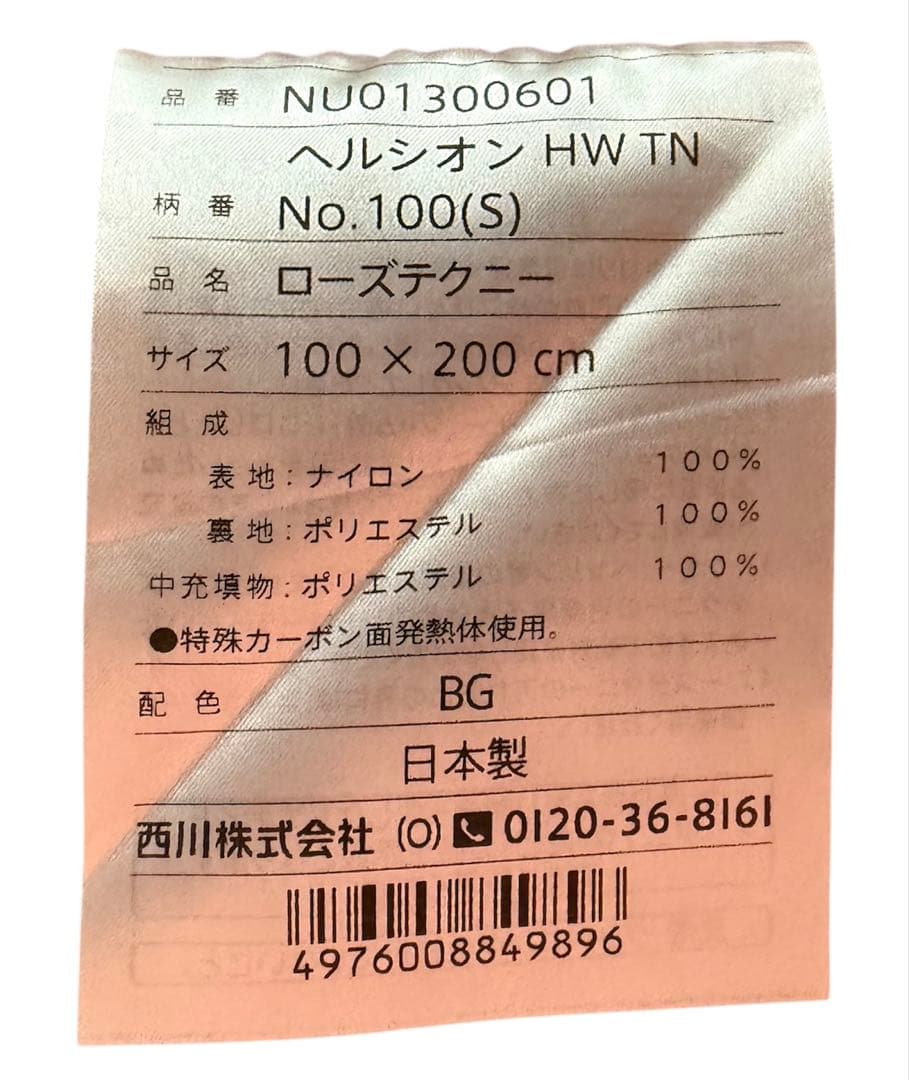 品番 NU01300601
ヘルシオン HW TN
柄番 No.100(S)
品名 ローズテクニー
サイズ 100 × 200 cm
組成
表地:ナイロン 100%
裏地:ポリエステル 100%
中充填物:ポリエステル 100%
●特殊カーボン面発熱体使用。
配色 BG
日本製
西川株式会社 (O) 0120-36-8161
4976008849896